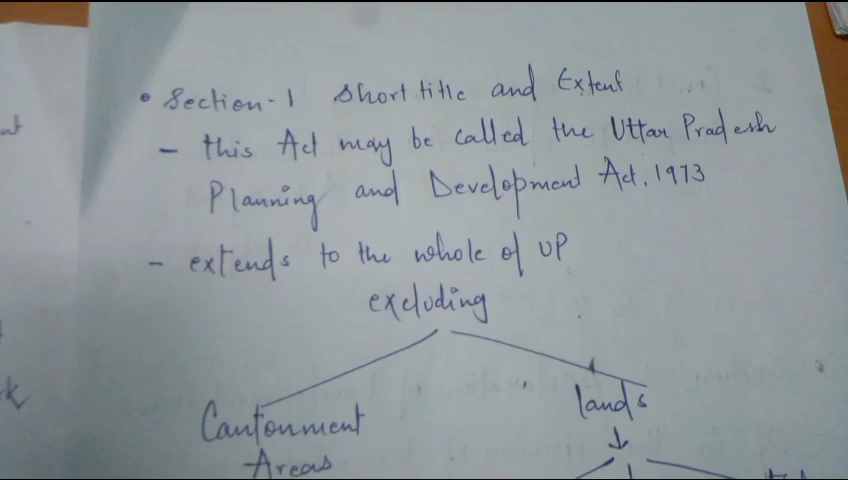 • Section-1 Short title and Extent
- this Act may be called the Uttar Pradesh
Planning and Development Act, 1973
- extends to the whole of UP
excluding
Cantonment lands
Areas